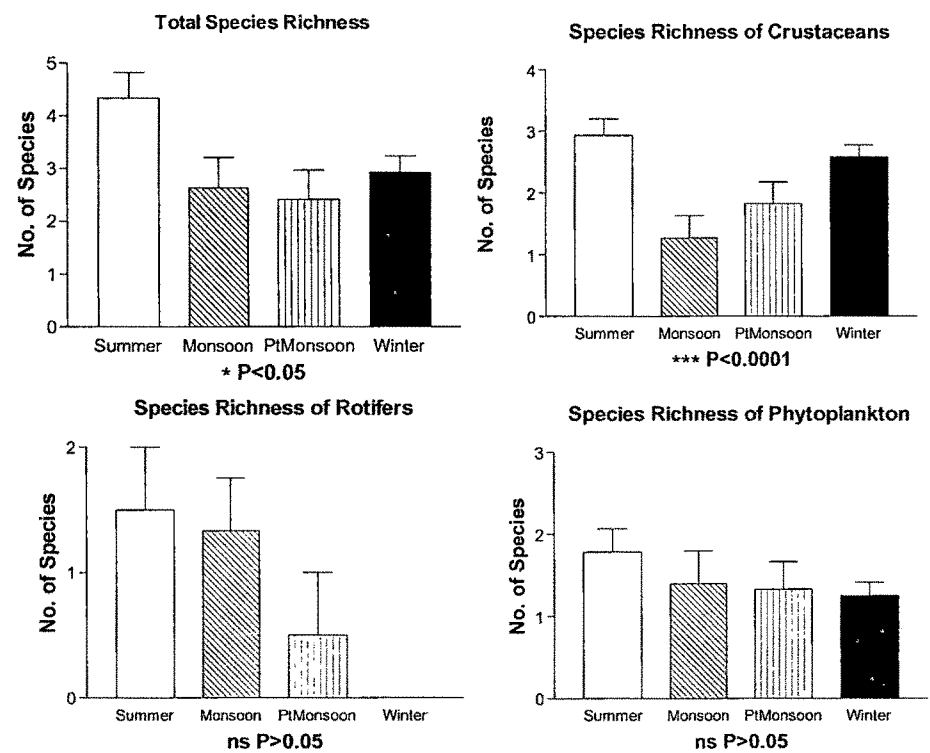 Total Species Richness
No. of Species
5
4
3
2
1
0
Summer Monsoon PtMonsoon Winter
* P<0.05
Species Richness of Crustaceans
No. of Species
4
3
2
1
0
Summer Monsoon PtMonsoon Winter
*** P<0.0001
Species Richness of Rotifers
No. of Species
2
1
0
Summer Monsoon PtMonsoon Winter
ns P>0.05
Species Richness of Phytoplankton
No. of Species
3
2
1
0
Summer Monsoon PtMonsoon Winter
ns P>0.05